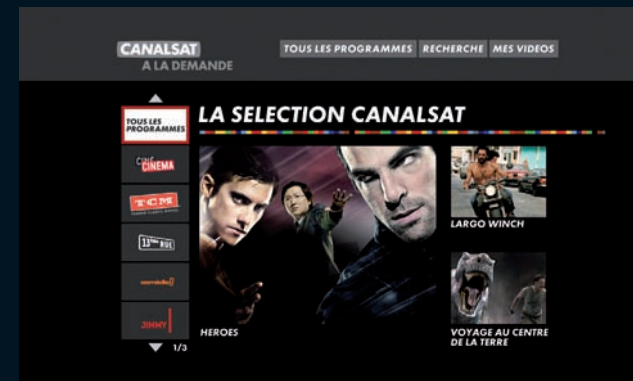 CANALSAT
A LA DEMANDE
TOUS LES PROGRAMMES
RECHERCHE
MES VIDEOS
TOUS LES
PROGRAMMES
CINÉ
CINEMA
TCM
13ÈME RUE
JIMMY
1/3
LA SELECTION CANALSAT
HEROES
LARGO WINCH
VOYAGE AU CENTRE
DE LA TERRE